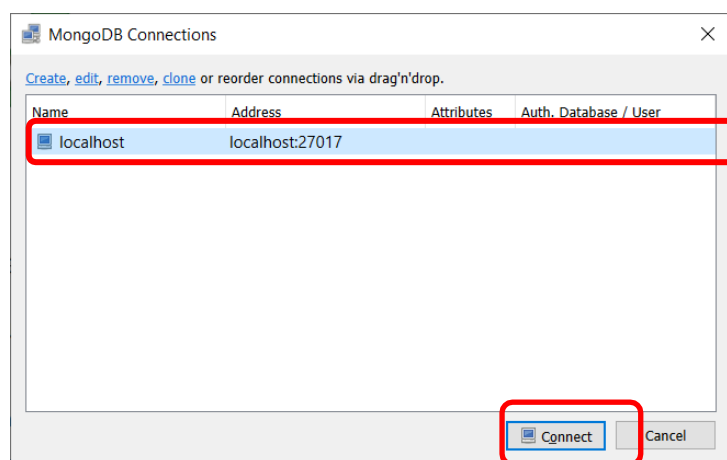 MongoDB Connections
Create, edit, remove, clone or reorder connections via drag'n'drop.
Name Address Attributes Auth. Database / User
localhost localhost:27017
Connect Cancel